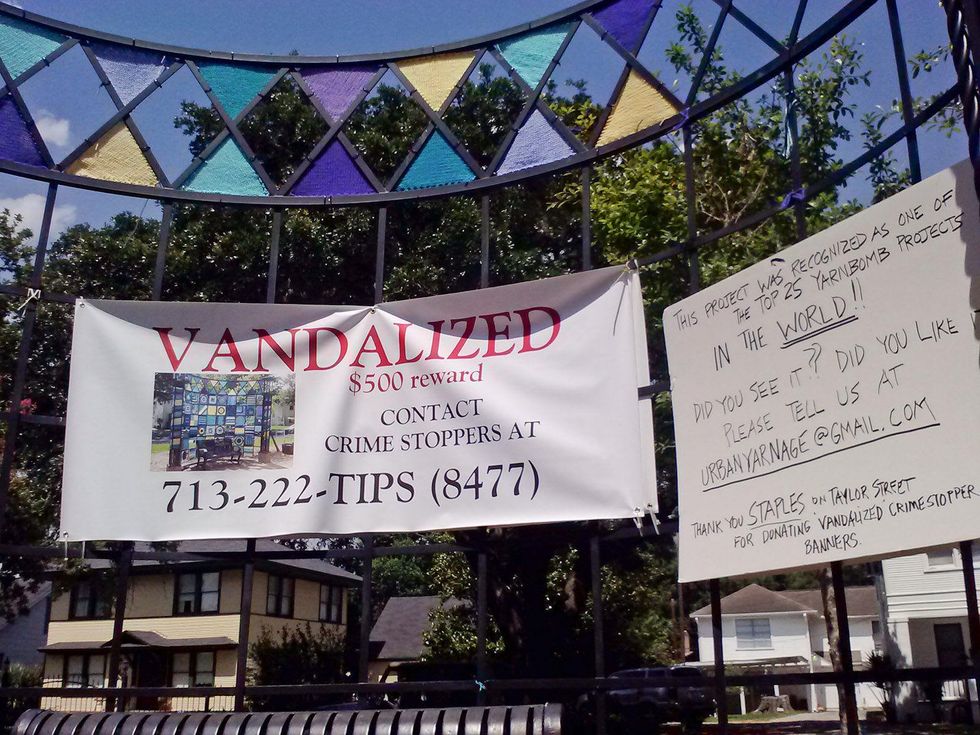 VANDALIZED
$500 reward
CONTACT
CRIME STOPPERS AT
713-222-TIPS (8477)
THIS PROJECT WAS RECOGNIZED AS ONE OF
THE TOP 25 YARNBOMB PROJECTS
IN THE WORLD!!
DID YOU SEE IT? DID YOU LIKE
PLEASE TELL US AT
URBANYARNAGE@GMAIL.COM
THANK YOU STAPLES ON TAYLOR STREET
FOR DONATING 'VANDALIZED' CRIMESTOPPER
BANNERS.